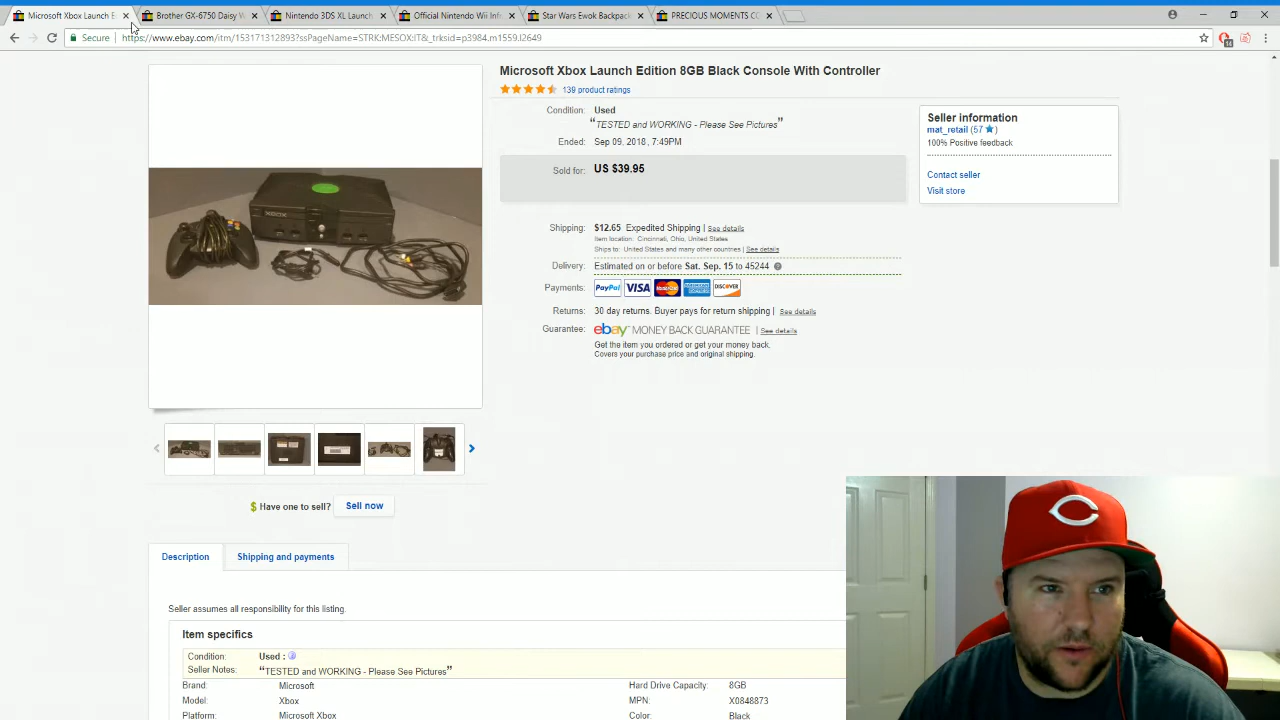 Microsoft Xbox Launch E
Brother GX-6750 Daisy W
Nintendo 3DS XL Launch
Official Nintendo Wii Infr
Star Wars Ewok Backpack
PRECIOUS MOMENTS CO
Secure
https://www.ebay.com/itm/153171312893?ssPageName=STRK:MESOX:IT&_trksid=p3984.m1559.l2649
Microsoft Xbox Launch Edition 8GB Black Console With Controller
139 product ratings
Condition: Used
“TESTED and WORKING - Please See Pictures”
Ended: Sep 09, 2018 , 7:49PM
Sold for: US $39.95
Seller information
mat_retail (57 )
100% Positive feedback
Contact seller
Visit store
Shipping: $12.65 Expedited Shipping | See details
Item location: Cincinnati, Ohio, United States
Ships to: United States and many other countries | See details
Delivery: Estimated on or before Sat. Sep. 15 to 45244
Payments: PayPal VISA MasterCard DISCOVER
Returns: 30 day returns. Buyer pays for return shipping | See details
Guarantee: ebay MONEY BACK GUARANTEE | See details
Get the item you ordered or get your money back.
Covers your purchase price and original shipping.
XBOX
$ Have one to sell? Sell now
Description
Shipping and payments
Seller assumes all responsibility for this listing.
Item specifics
Condition: Used :
Seller Notes: “TESTED and WORKING - Please See Pictures”
Brand: Microsoft Hard Drive Capacity: 8GB
Model: Xbox MPN: X0848873
Platform: Microsoft Xbox Color: Black
C